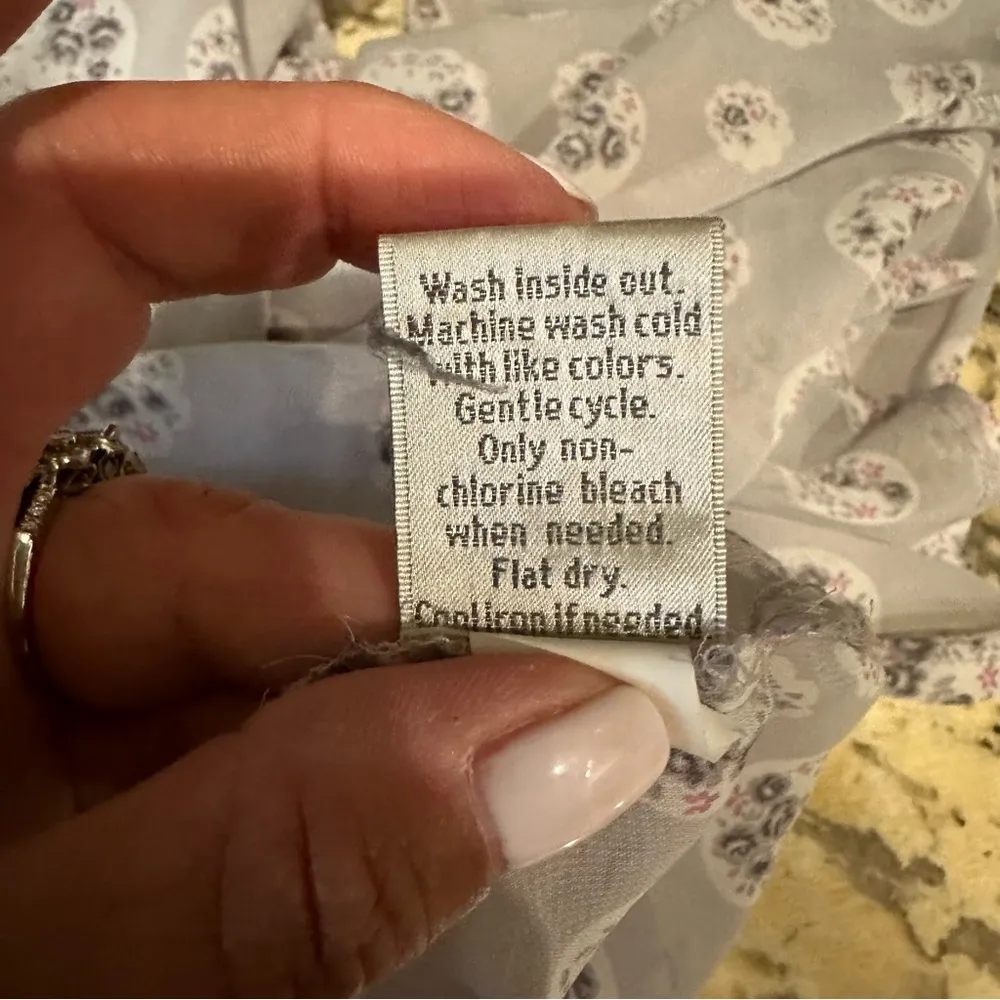 Wash inside out.
Machine wash cold
with like colors.
Gentle cycle.
Only non-
chlorine bleach
when needed.
Flat dry.
Cool iron if needed